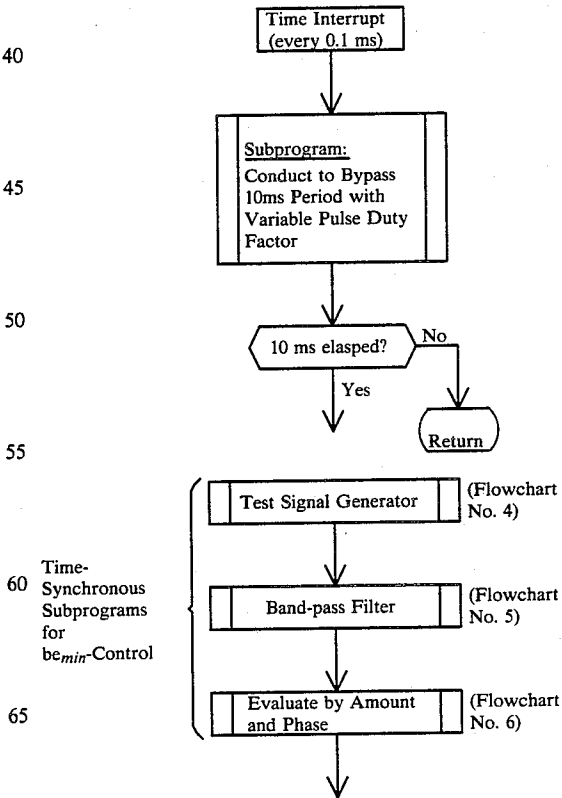 Time Interrupt
(every 0.1 ms)
40
Subprogram:
Conduct to Bypass
45
10ms Period with
Variable Pulse Duty
Factor
50
10 ms elasped?
No
Yes
55
Return
Test Signal Generator
(Flowchart
No. 4)
Time-
60
Synchronous
Subprograms
for
be_min-Control
Band-pass Filter
(Flowchart
No. 5)
65
Evaluate by Amount
and Phase
(Flowchart
No. 6)